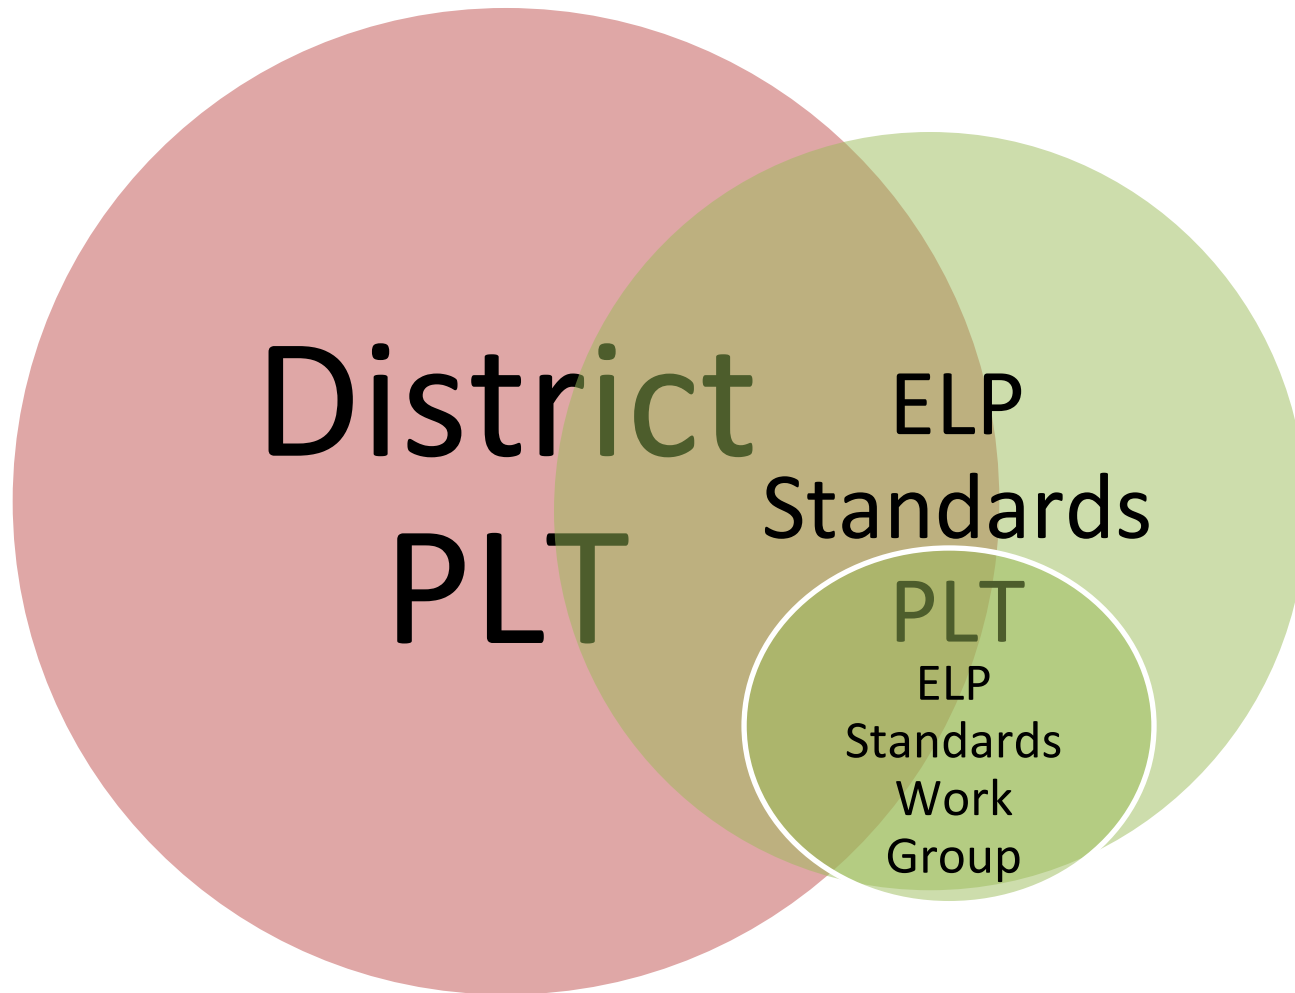 District
PLT
ELP
Standards
PLT
ELP
Standards
Work
Group